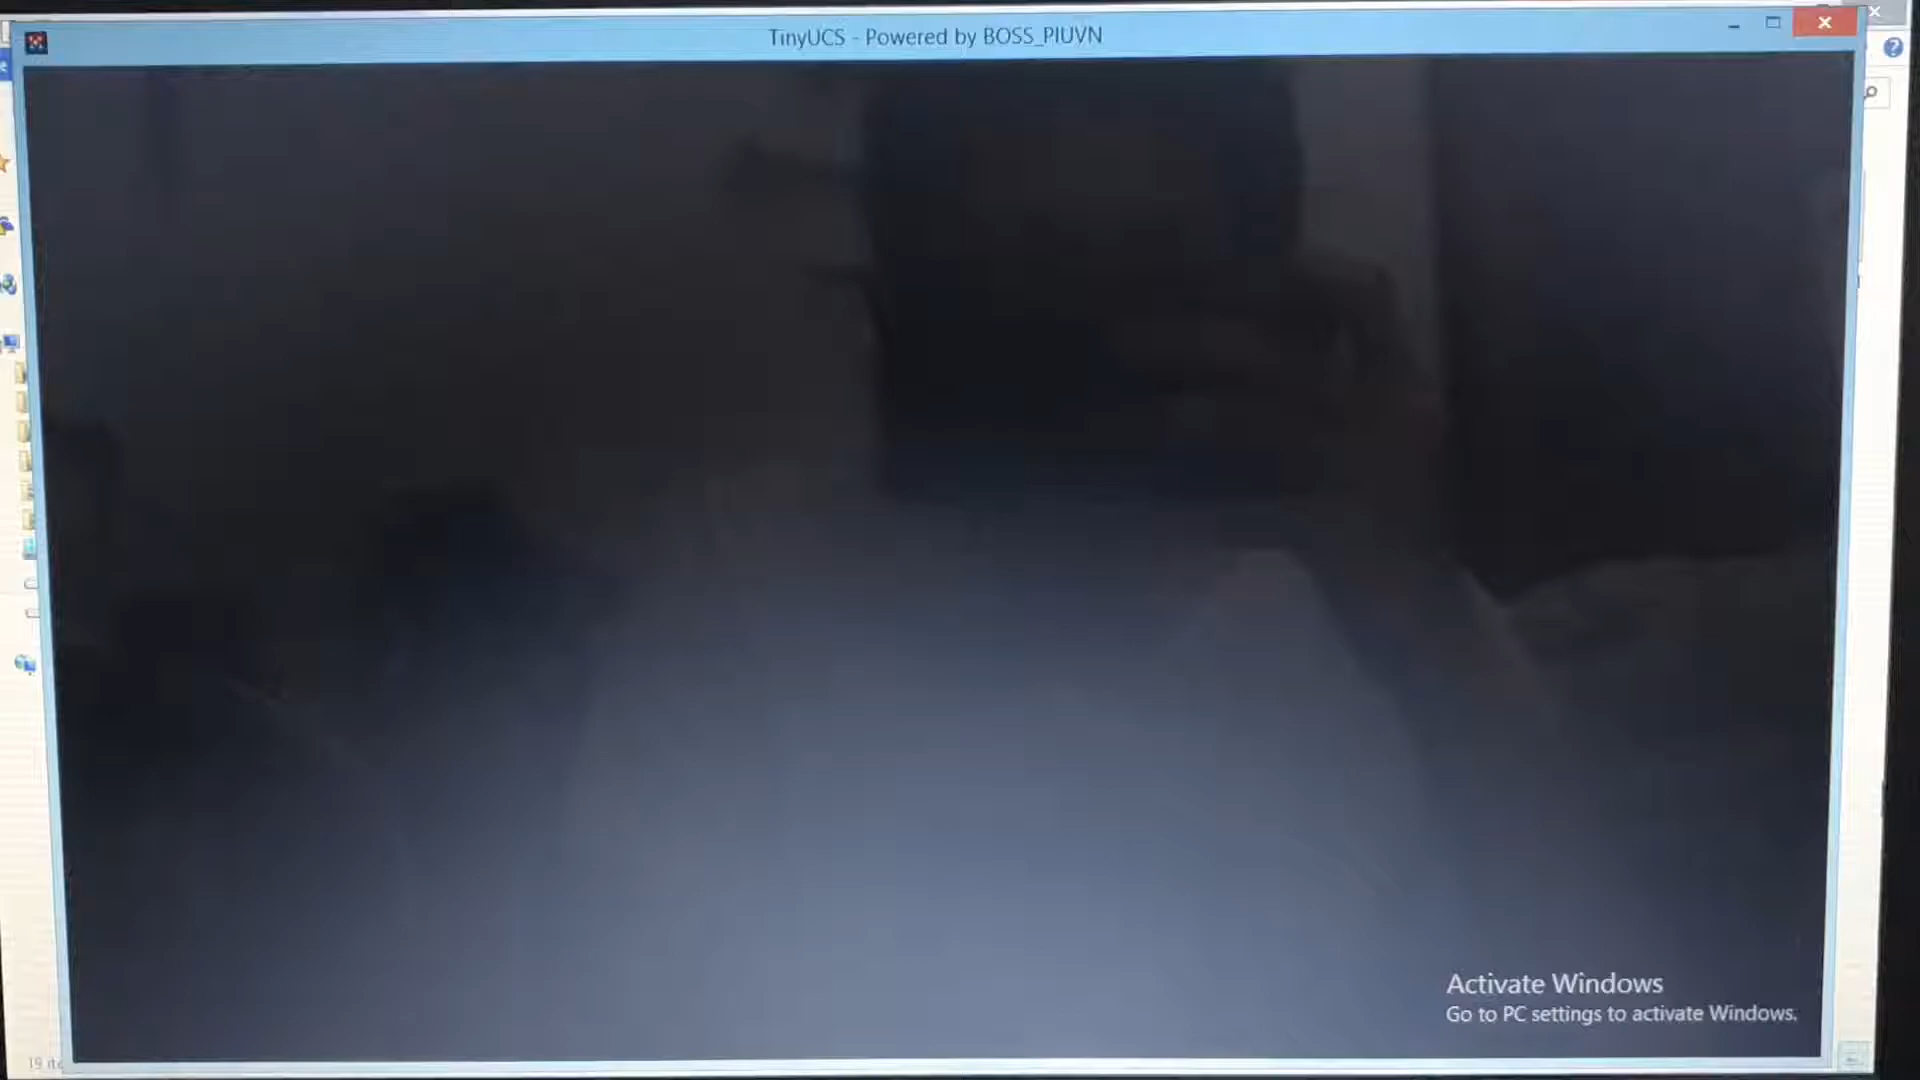 TinyUCS - Powered by BOSS_PIUVN
Activate Windows
Go to PC settings to activate Windows.